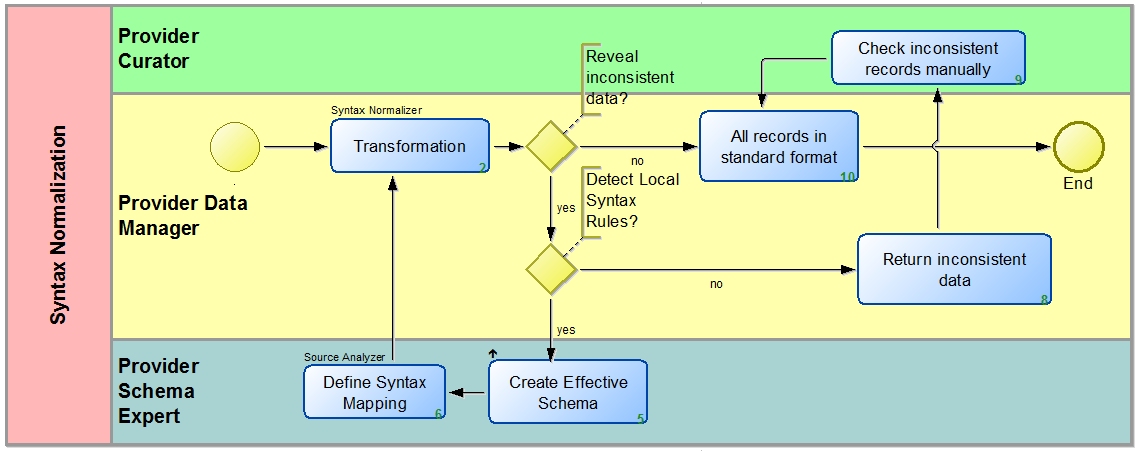 Syntax Normalization
Provider
Curator
Reveal
inconsistent
data?
Check inconsistent
records manually
9
Provider Data
Manager
Syntax Normalizer
Transformation
2
no
All records in
standard format
10
End
yes
Detect Local
Syntax
Rules?
no
Return inconsistent
data
8
yes
Provider
Schema
Expert
Source Analyzer
Define Syntax
Mapping
6
Create Effective
Schema
5